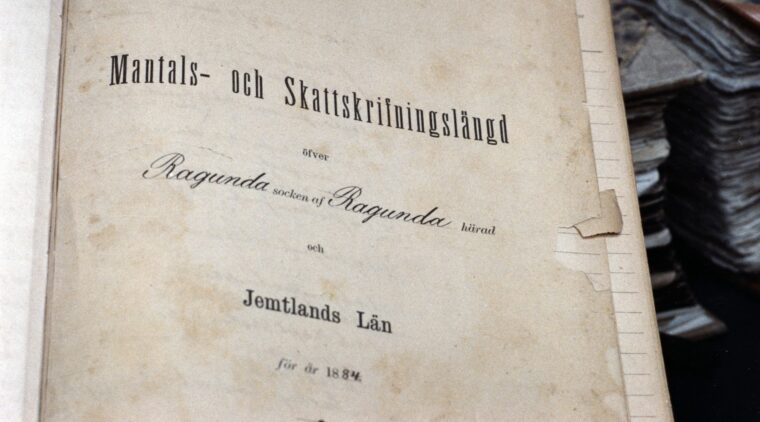 Mantals- och Skattskrifningslängd
öfver
Ragunda socken af Ragunda härad
och
Jemtlands Län
för år 1884.